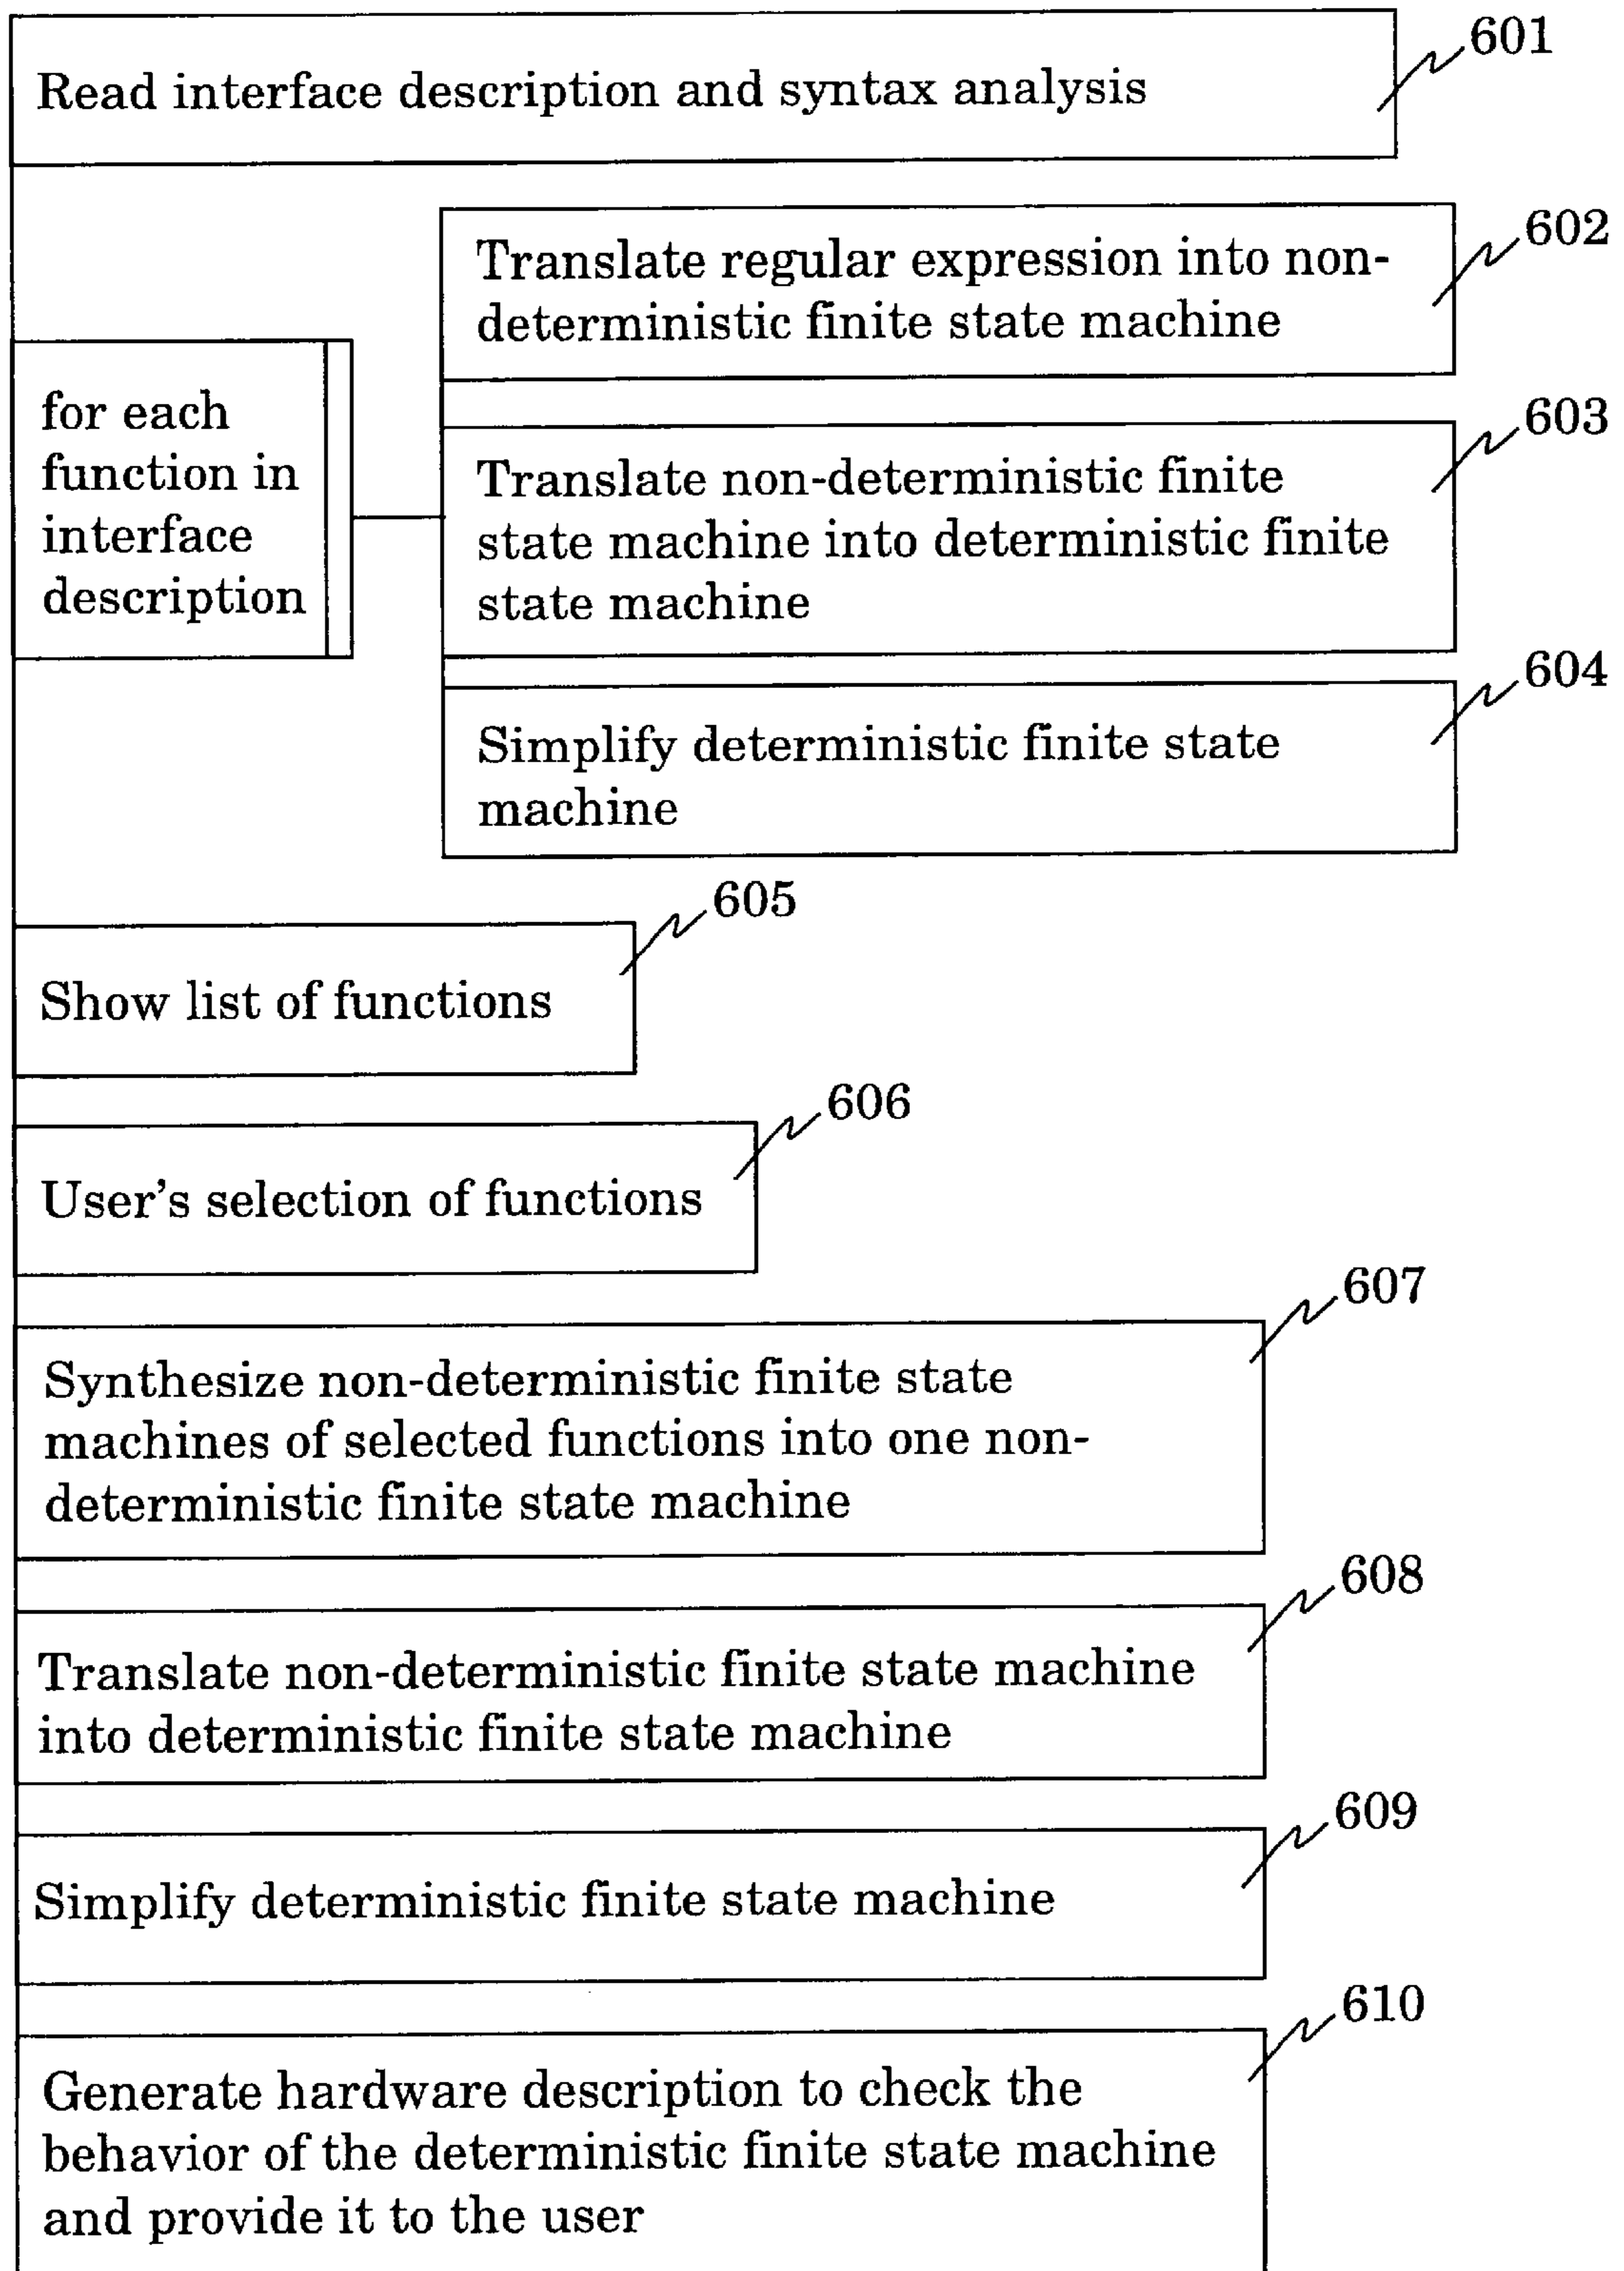 601
Read interface description and syntax analysis
602
Translate regular expression into non-
deterministic finite state machine
for each
function in
interface
description
603
Translate non-deterministic finite
state machine into deterministic finite
state machine
604
Simplify deterministic finite state
machine
605
Show list of functions
606
User's selection of functions
607
Synthesize non-deterministic finite state
machines of selected functions into one non-
deterministic finite state machine
608
Translate non-deterministic finite state machine
into deterministic finite state machine
609
Simplify deterministic finite state machine
610
Generate hardware description to check the
behavior of the deterministic finite state machine
and provide it to the user